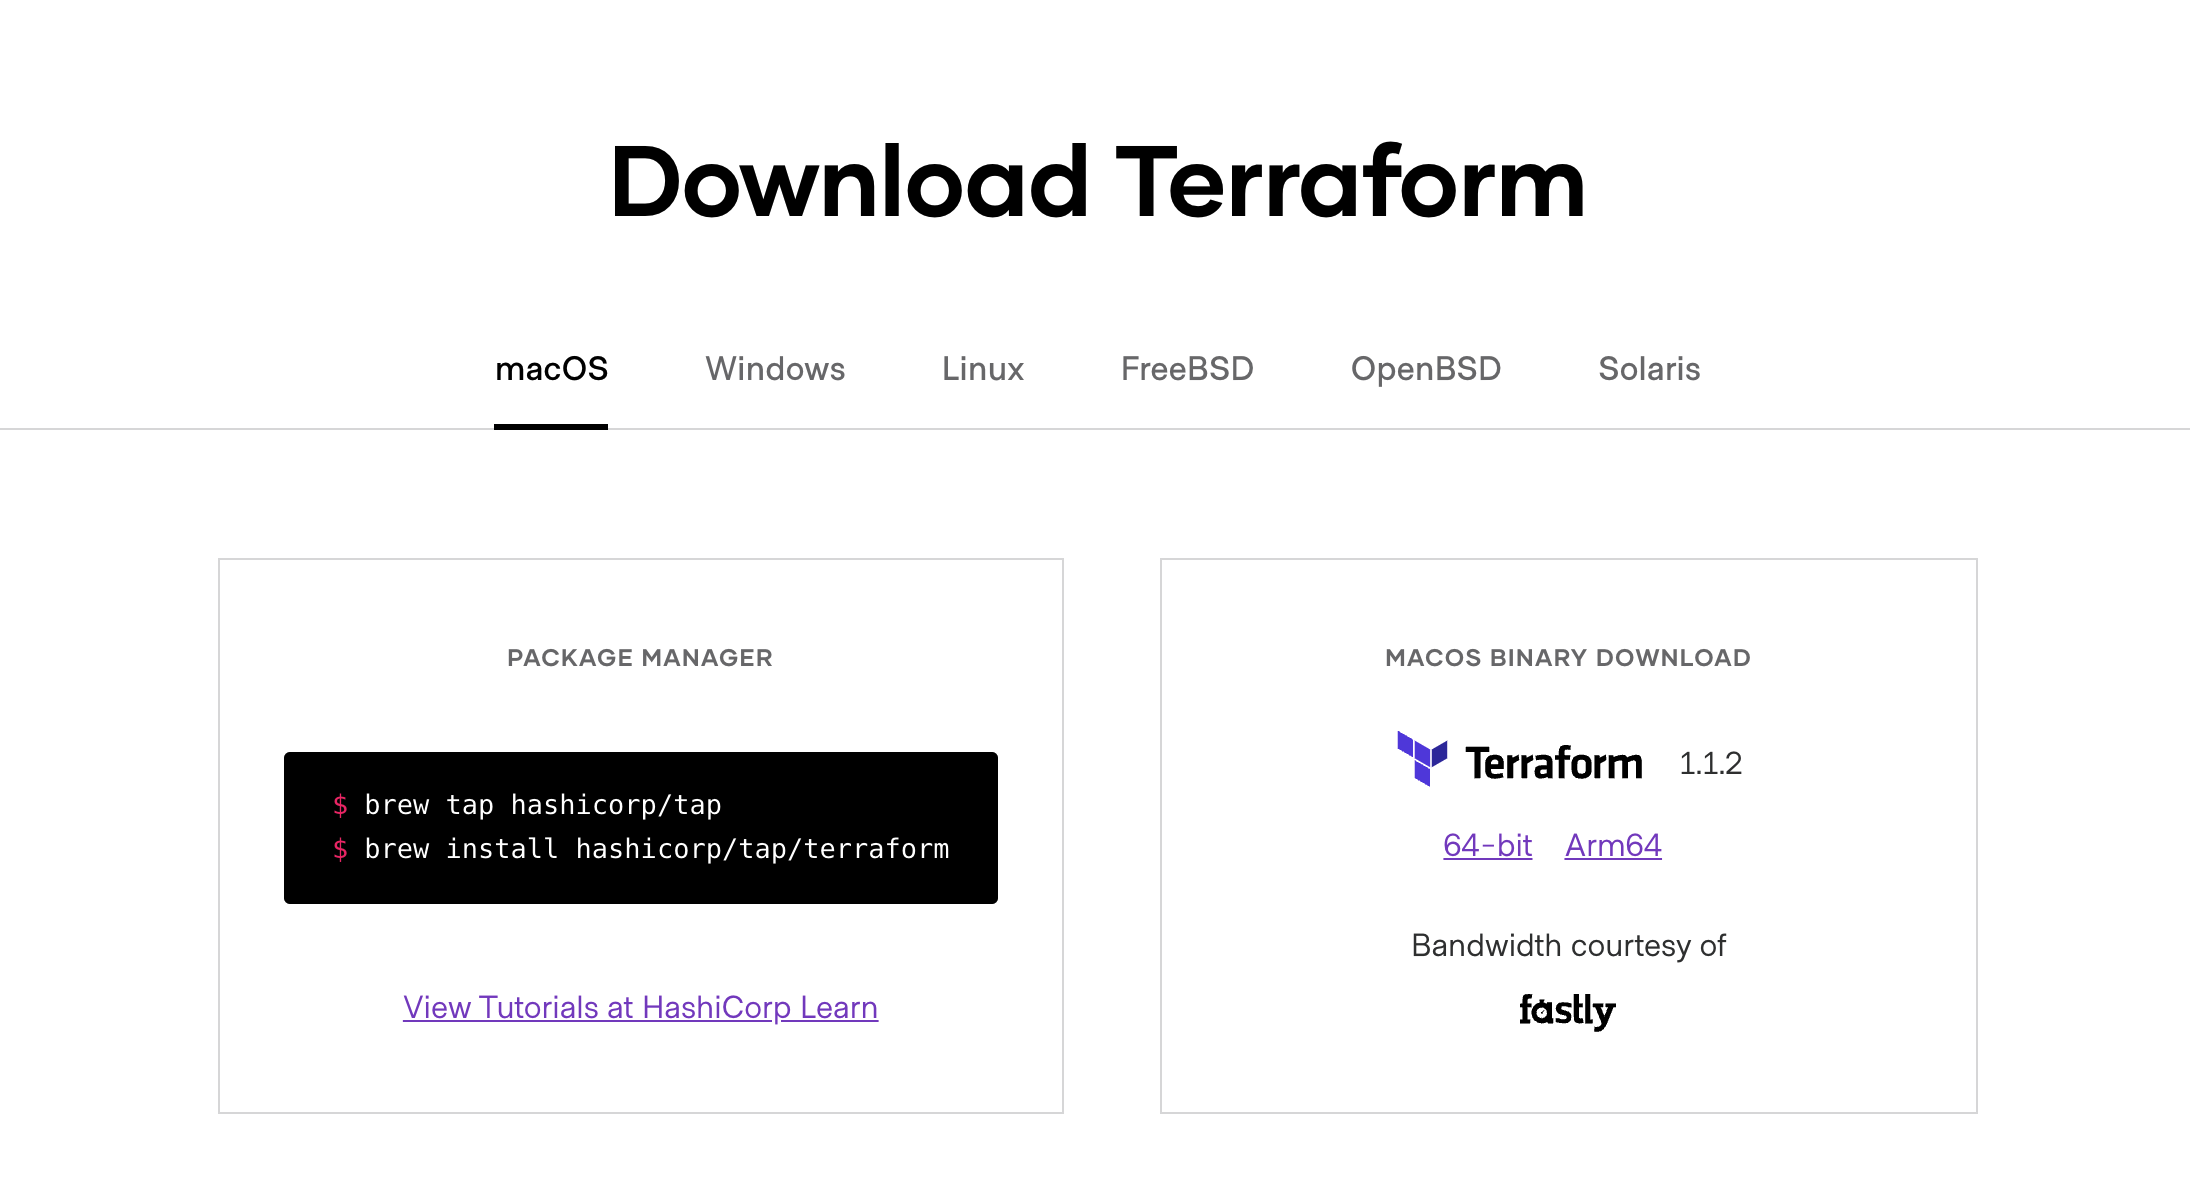 Download Terraform
macOS Windows Linux FreeBSD OpenBSD Solaris
PACKAGE MANAGER
$ brew tap hashicorp/tap
$ brew install hashicorp/tap/terraform
View Tutorials at HashiCorp Learn
MACOS BINARY DOWNLOAD
Terraform 1.1.2
64-bit Arm64
Bandwidth courtesy of
fastly